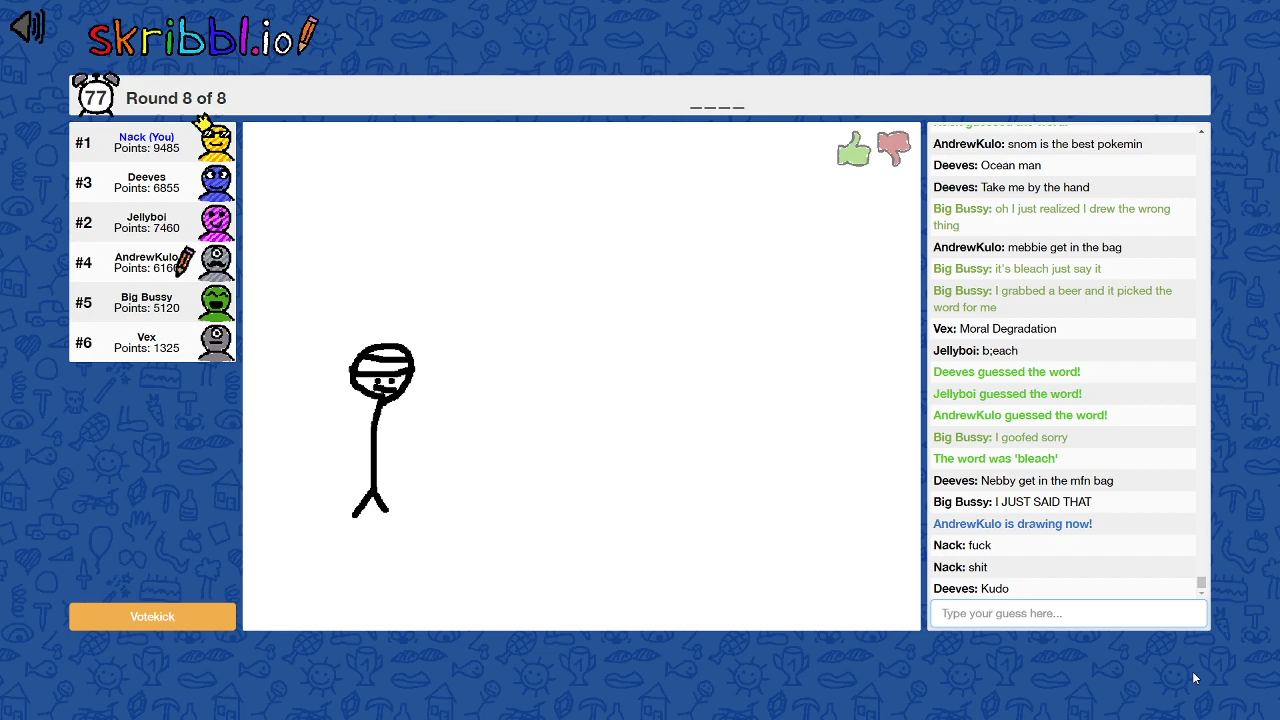 skribbl.io
77
Round 8 of 8
_ _ _ _
#1
Nack (You)
Points: 9485
#3
Deeves
Points: 6855
#2
Jellyboi
Points: 7460
#4
AndrewKulo
Points: 6160
#5
Big Bussy
Points: 5120
#6
Vex
Points: 1325
Votekick
AndrewKulo: snom is the best pokemin
Deeves: Ocean man
Deeves: Take me by the hand
Big Bussy: oh I just realized I drew the wrong
thing
AndrewKulo: mebbie get in the bag
Big Bussy: it's bleach just say it
Big Bussy: I grabbed a beer and it picked the
word for me
Vex: Moral Degradation
Jellyboi: b;each
Deeves guessed the word!
Jellyboi guessed the word!
AndrewKulo guessed the word!
Big Bussy: I goofed sorry
The word was 'bleach'
Deeves: Nebby get in the mfn bag
Big Bussy: I JUST SAID THAT
AndrewKulo is drawing now!
Nack: fuck
Nack: shit
Deeves: Kudo
Type your guess here...